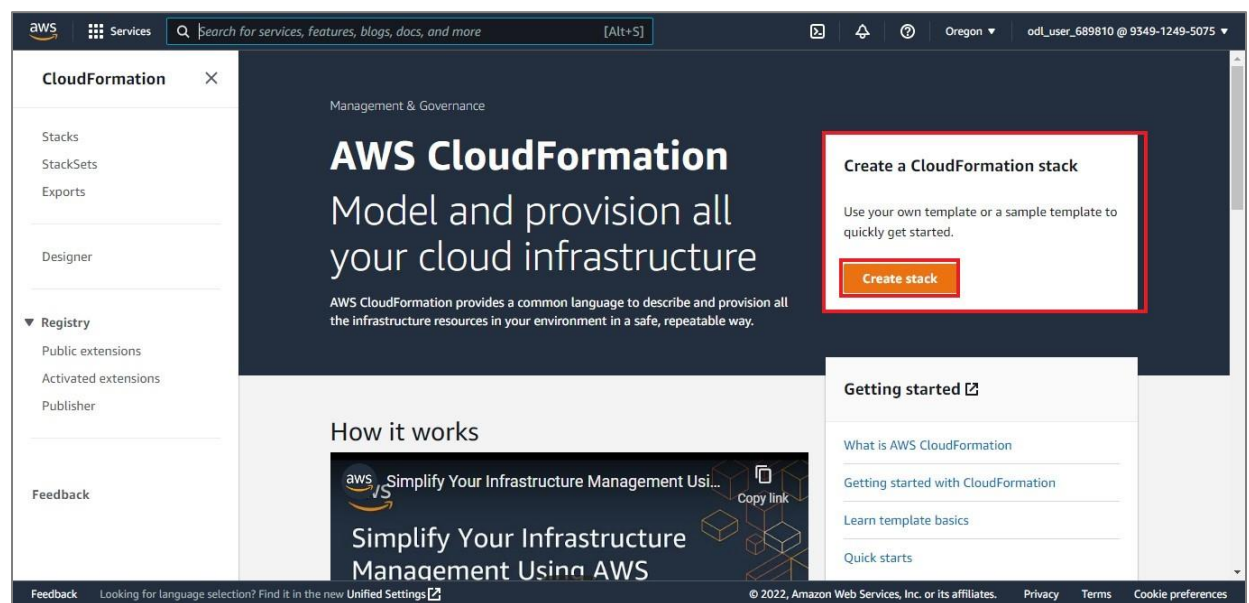 aws
Services
Search for services, features, blogs, docs, and more
[Alt+S]
Oregon ▼
odl_user_689810 @ 9349-1249-5075 ▼
CloudFormation
Stacks
StackSets
Exports
Designer
▼ Registry
Public extensions
Activated extensions
Publisher
Feedback
Management & Governance
AWS CloudFormation
Model and provision all
your cloud infrastructure
AWS CloudFormation provides a common language to describe and provision all
the infrastructure resources in your environment in a safe, repeatable way.
Create a CloudFormation stack
Use your own template or a sample template to
quickly get started.
Create stack
Getting started
What is AWS CloudFormation
Getting started with CloudFormation
Learn template basics
Quick starts
How it works
aws
Simplify Your Infrastructure Management Usi...
Copy link
Simplify Your Infrastructure
Management Using AWS
Feedback
Looking for language selection? Find it in the new Unified Settings
© 2022, Amazon Web Services, Inc. or its affiliates.
Privacy
Terms
Cookie preferences